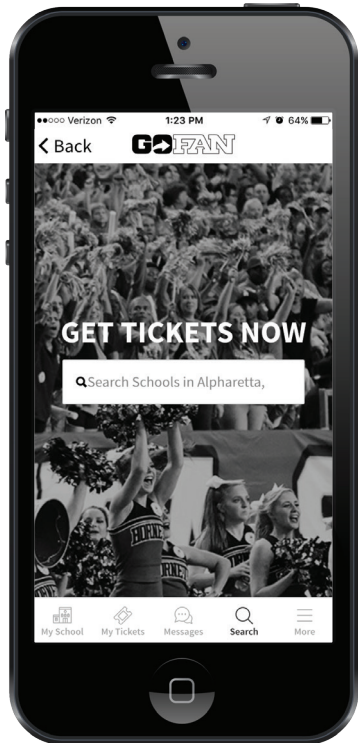 Verizon 1:23 PM 64%
Back GOFAN
GET TICKETS NOW
Search Schools in Alpharetta,
HORNETS
My School My Tickets Messages Search More